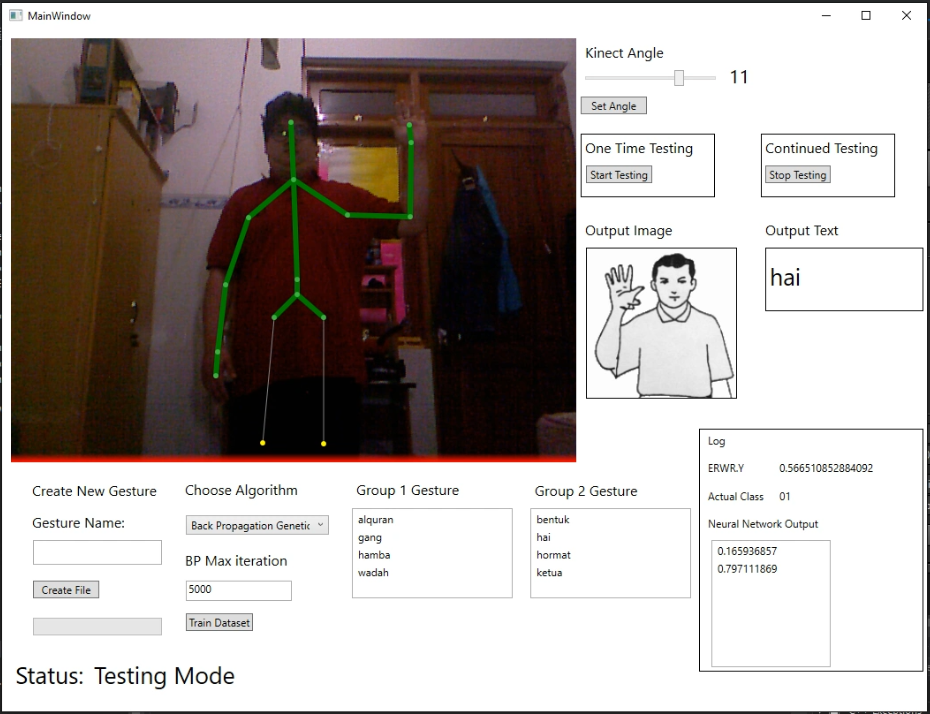 MainWindow
Kinect Angle
11
Set Angle
One Time Testing
Start Testing
Continued Testing
Stop Testing
Output Image
Output Text
hai
Log
ERWR.Y 0.566510852884092
Actual Class 01
Neural Network Output
0.165936857
0.797111869
Create New Gesture
Gesture Name:
Create File
Choose Algorithm
Back Propagation Genetic
BP Max iteration
5000
Train Dataset
Group 1 Gesture
alquran
gang
hamba
wadah
Group 2 Gesture
bentuk
hai
hormat
ketua
Status: Testing Mode